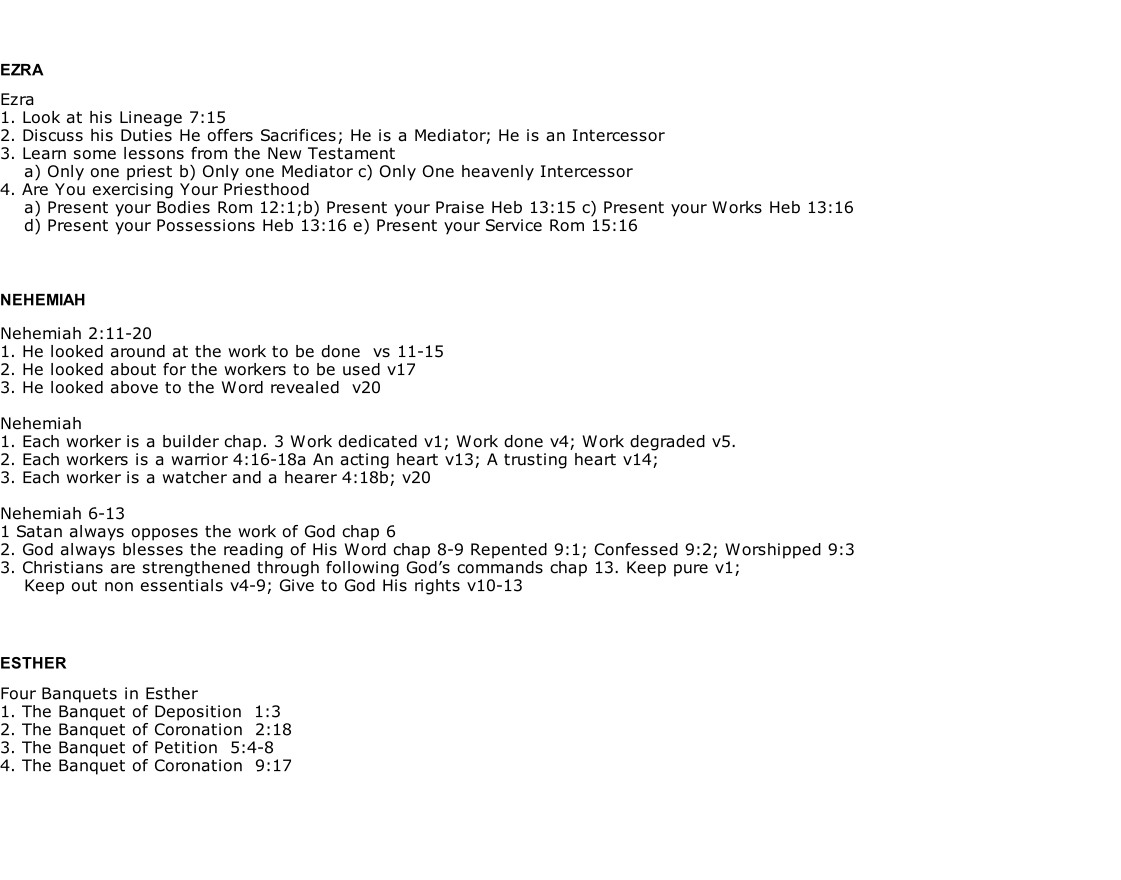 EZRA
Ezra
1. Look at his Lineage 7:15
2. Discuss his Duties He offers Sacrifices; He is a Mediator; He is an Intercessor
3. Learn some lessons from the New Testament
a) Only one priest b) Only one Mediator c) Only One heavenly Intercessor
4. Are You exercising Your Priesthood
a) Present your Bodies Rom 12:1;b) Present your Praise Heb 13:15 c) Present your Works Heb 13:16
d) Present your Possessions Heb 13:16 e) Present your Service Rom 15:16
NEHEMIAH
Nehemiah 2:11-20
1. He looked around at the work to be done  vs 11-15
2. He looked about for the workers to be used v17
3. He looked above to the Word revealed  v20
Nehemiah
1. Each worker is a builder chap. 3 Work dedicated v1; Work done v4; Work degraded v5.
2. Each workers is a warrior 4:16-18a An acting heart v13; A trusting heart v14;
3. Each worker is a watcher and a hearer 4:18b; v20
Nehemiah 6-13
1 Satan always opposes the work of God chap 6
2. God always blesses the reading of His Word chap 8-9 Repented 9:1; Confessed 9:2; Worshipped 9:3
3. Christians are strengthened through following God’s commands chap 13. Keep pure v1;
Keep out non essentials v4-9; Give to God His rights v10-13
ESTHER
Four Banquets in Esther
1. The Banquet of Deposition  1:3
2. The Banquet of Coronation  2:18
3. The Banquet of Petition  5:4-8
4. The Banquet of Coronation  9:17